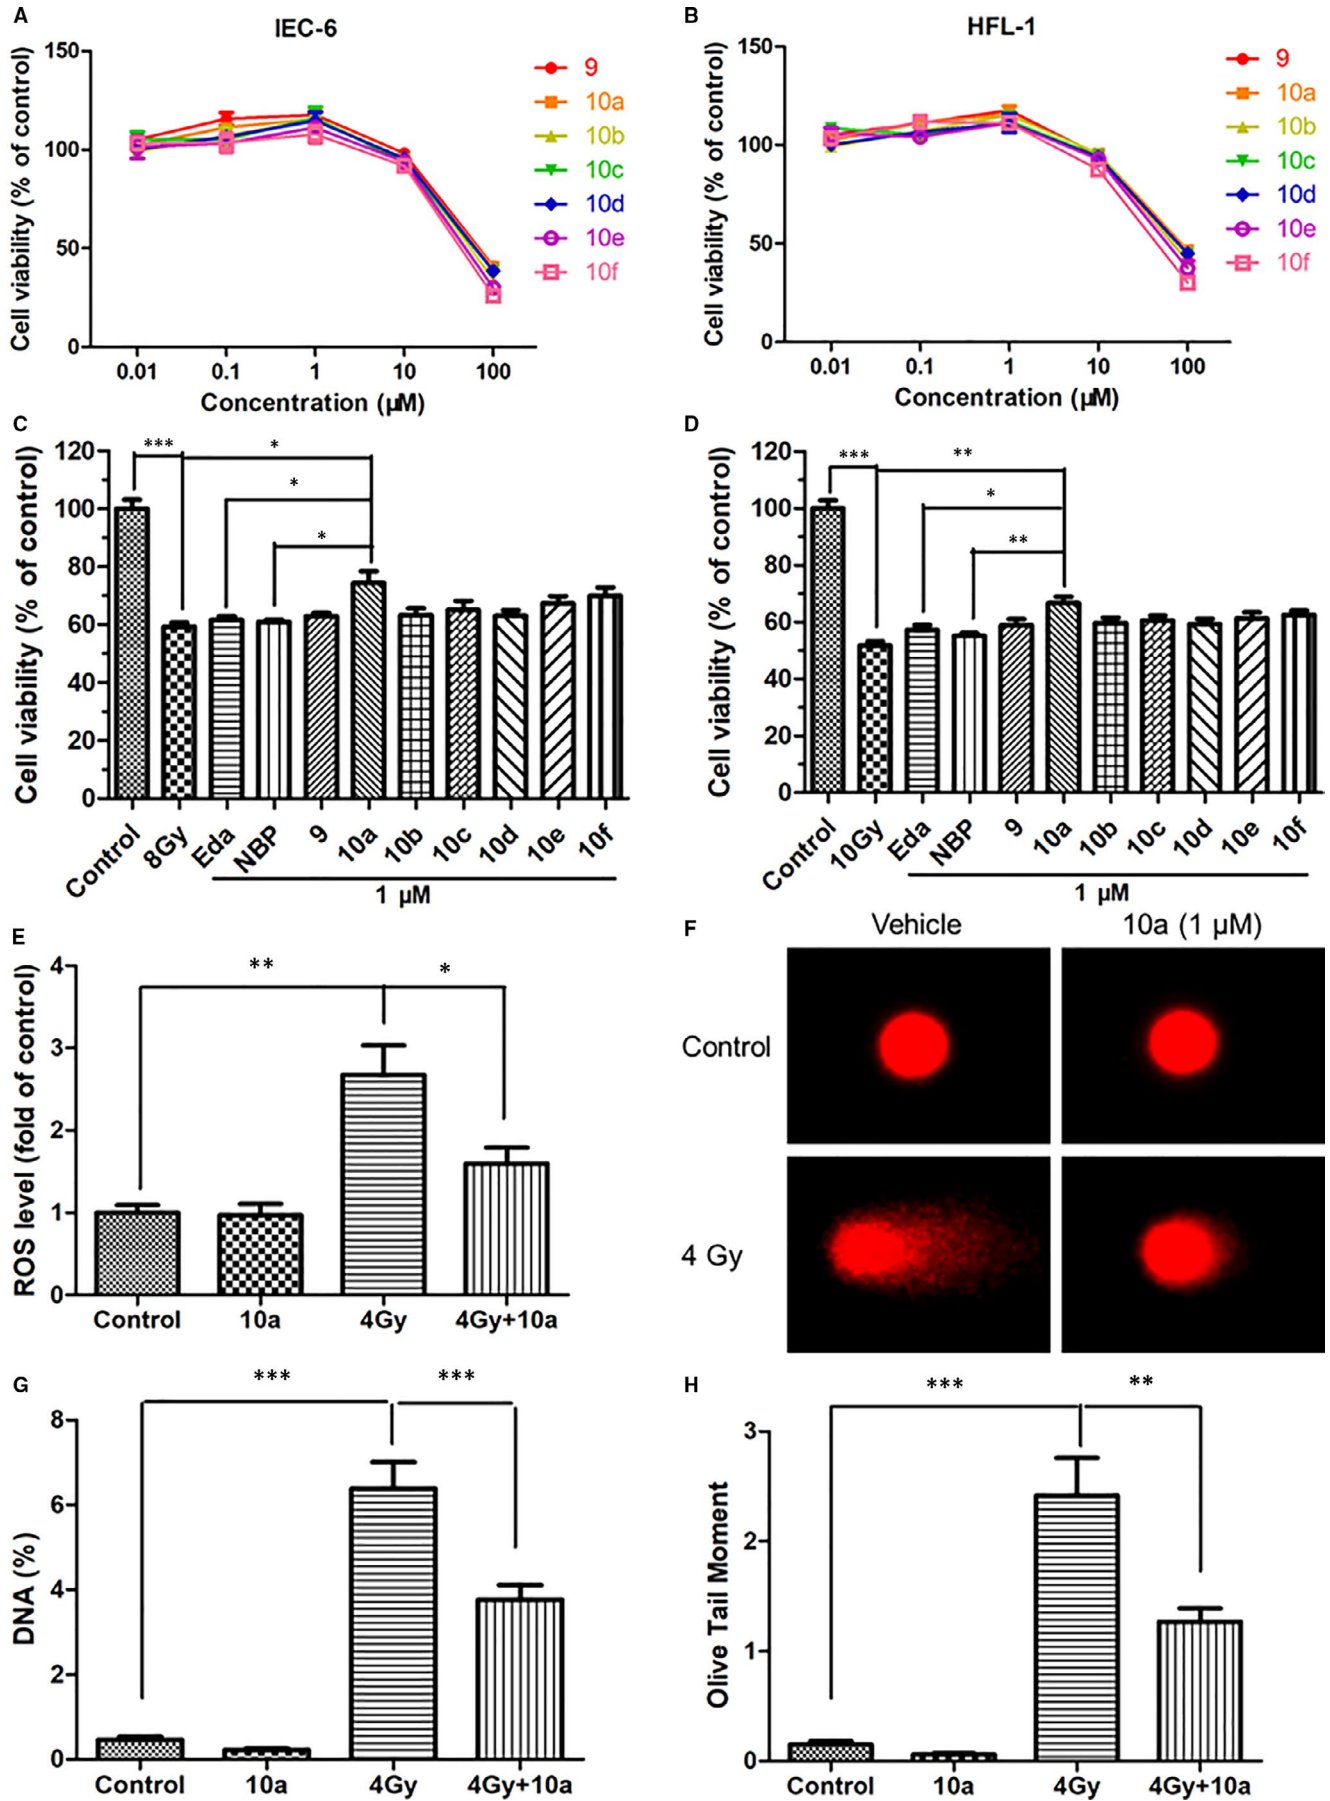 A
IEC-6
Cell viability (% of control)
150
100
50
0
0.01 0.1 1 10 100
Concentration (µM)
9
10a
10b
10c
10d
10e
10f
B
HFL-1
Cell viability (% of control)
150
100
50
0
0.01 0.1 1 10 100
Concentration (µM)
9
10a
10b
10c
10d
10e
10f
C
Cell viability (% of control)
120
100
80
60
40
20
0
*** *
*
*
Control 8Gy Eda NBP 9 10a 10b 10c 10d 10e 10f
1 µM
D
Cell viability (% of control)
120
100
80
60
40
20
0
*** **
*
**
Control 10Gy Eda NBP 9 10a 10b 10c 10d 10e 10f
1 µM
E
ROS level (fold of control)
4
3
2
1
0
** *
Control 10a 4Gy 4Gy+10a
F
Vehicle 10a (1 µM)
Control
4 Gy
G
DNA (%)
8
6
4
2
0
*** ***
Control 10a 4Gy 4Gy+10a
H
Olive Tail Moment
3
2
1
0
*** **
Control 10a 4Gy 4Gy+10a